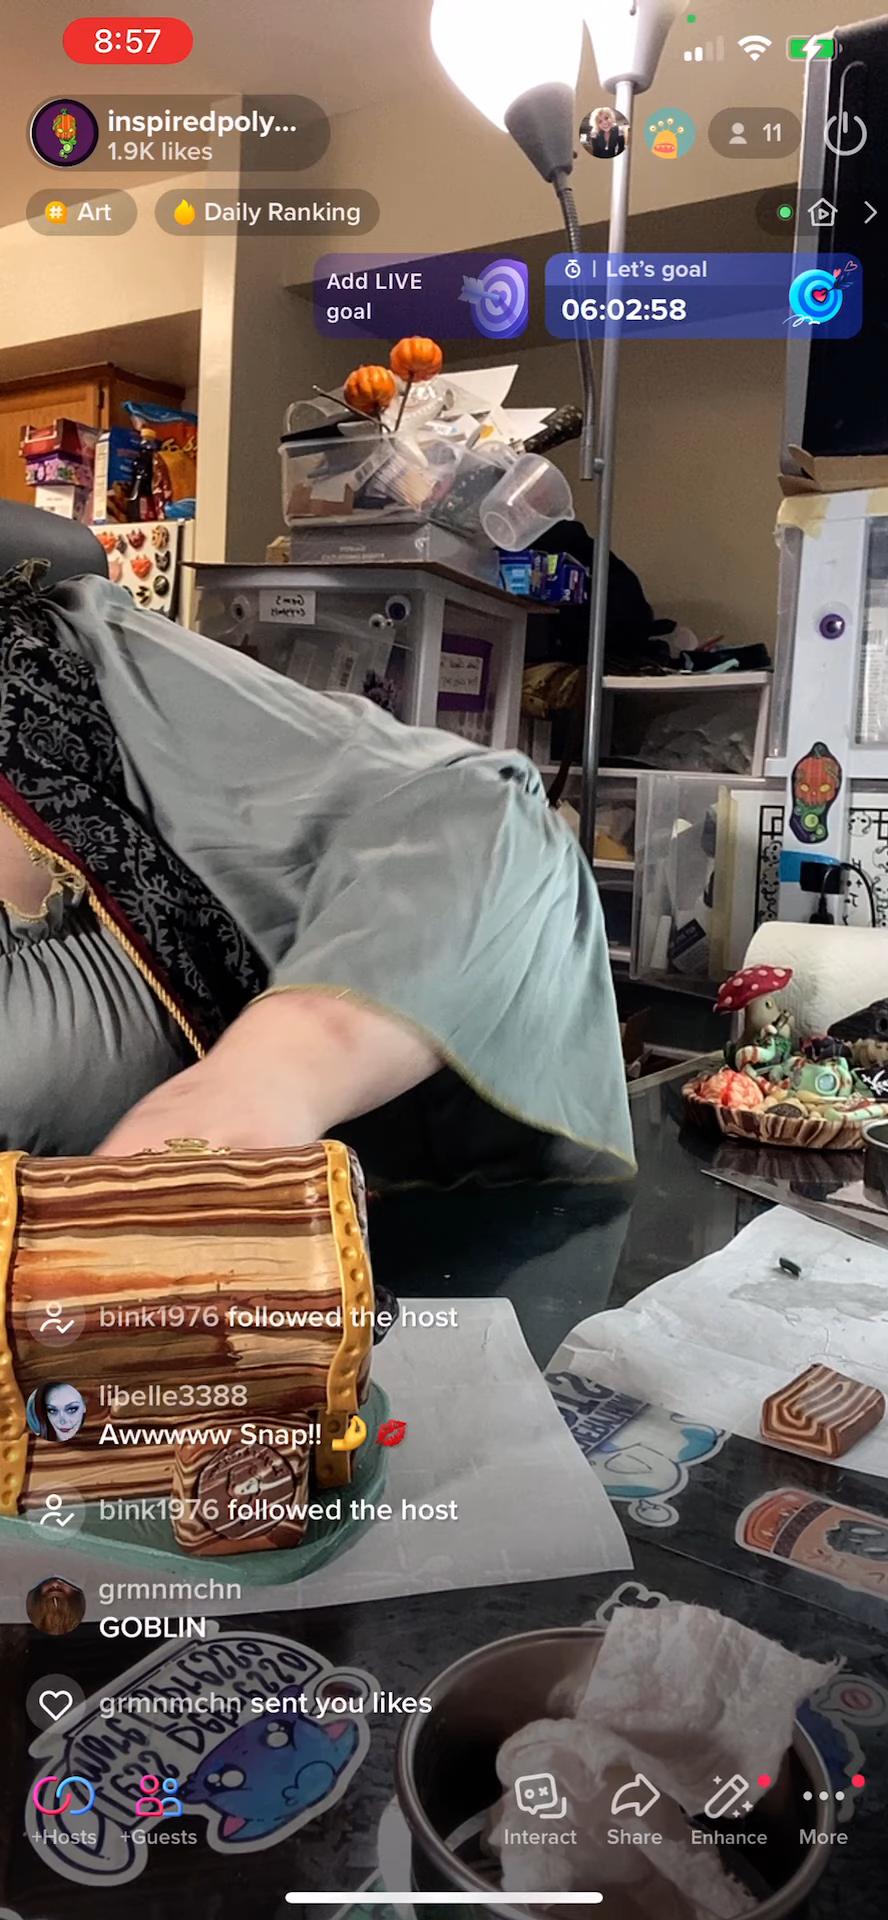 8:57
inspiredpoly...
1.9K likes
11
Art
Daily Ranking
Add LIVE
goal
| Let's goal
06:02:58
bink1976 followed the host
libelle3388
Awwwww Snap!! 🤌💋
bink1976 followed the host
grmnmchn
GOBLIN
grmnmchn sent you likes
+Hosts
+Guests
Interact
Share
Enhance
More